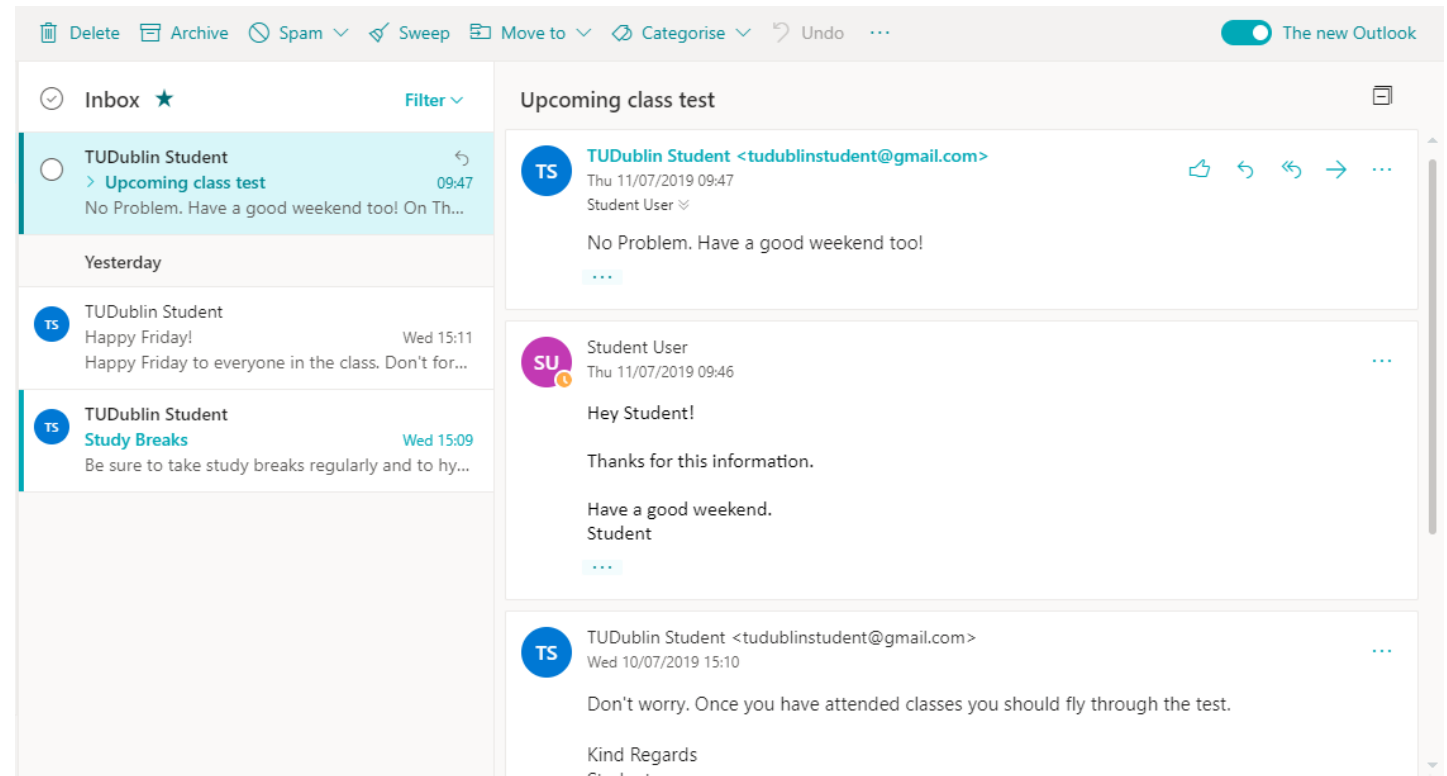 Delete Archive Spam Sweep Move to Categorise Undo ... The new Outlook
Inbox Filter
TUDublin Student
> Upcoming class test 09:47
No Problem. Have a good weekend too! On Th...
Yesterday
TS
TUDublin Student
Happy Friday! Wed 15:11
Happy Friday to everyone in the class. Don't for...
TS
TUDublin Student
Study Breaks Wed 15:09
Be sure to take study breaks regularly and to hy...
Upcoming class test
TS
TUDublin Student <tudublinstudent@gmail.com>
Thu 11/07/2019 09:47
Student User
No Problem. Have a good weekend too!
...
SU
Student User
Thu 11/07/2019 09:46
Hey Student!
Thanks for this information.
Have a good weekend.
Student
...
TS
TUDublin Student <tudublinstudent@gmail.com>
Wed 10/07/2019 15:10
Don't worry. Once you have attended classes you should fly through the test.
Kind Regards